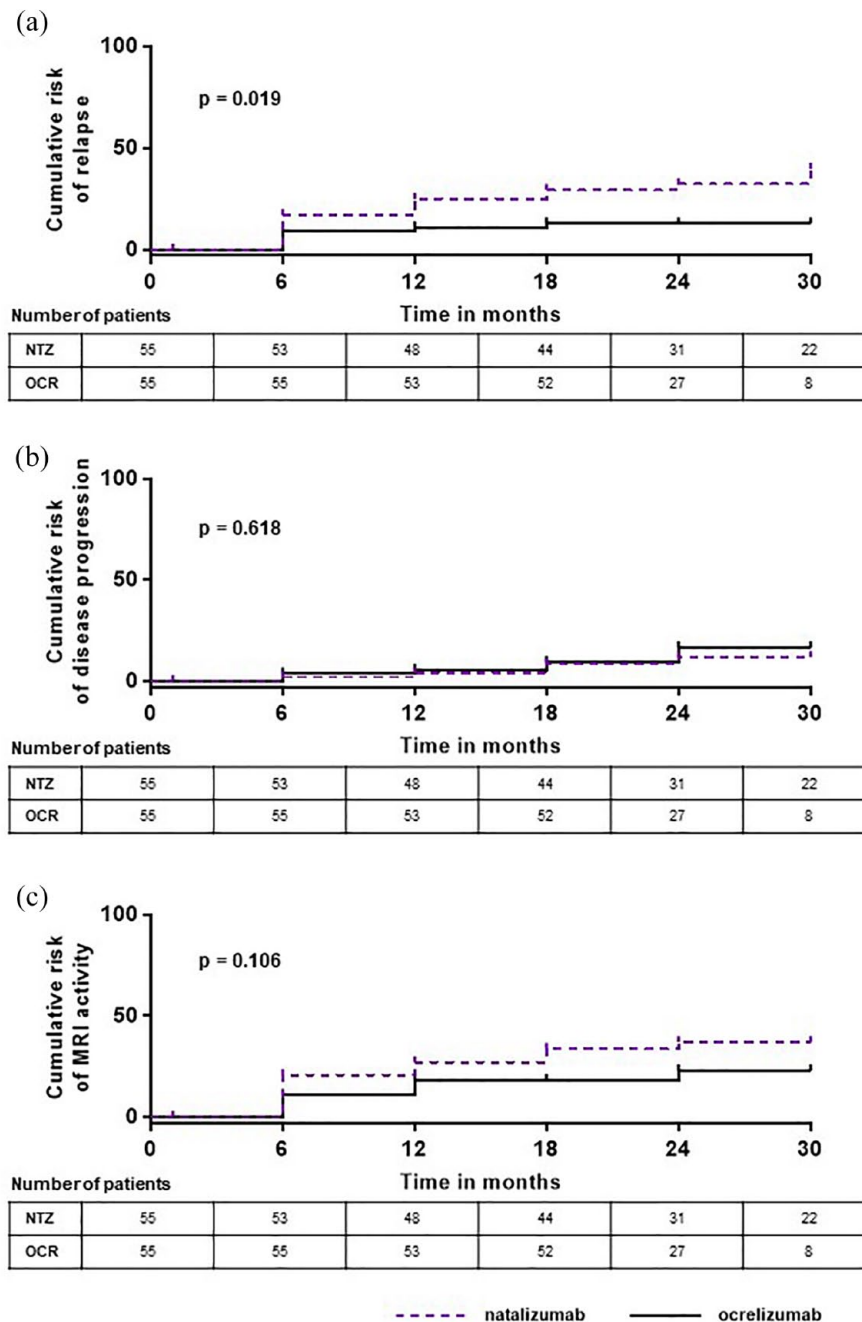 (a)
100
50
0
Cumulative risk
of relapse
p = 0.019
0 6 12 18 24 30
Number of patients Time in months
NTZ 55 53 48 44 31 22
OCR 55 55 53 52 27 8
(b)
100
50
0
Cumulative risk
of disease progression
p = 0.618
0 6 12 18 24 30
Number of patients Time in months
NTZ 55 53 48 44 31 22
OCR 55 55 53 52 27 8
(c)
100
50
0
Cumulative risk
of MRI activity
p = 0.106
0 6 12 18 24 30
Number of patients Time in months
NTZ 55 53 48 44 31 22
OCR 55 55 53 52 27 8
natalizumab ocrelizumab